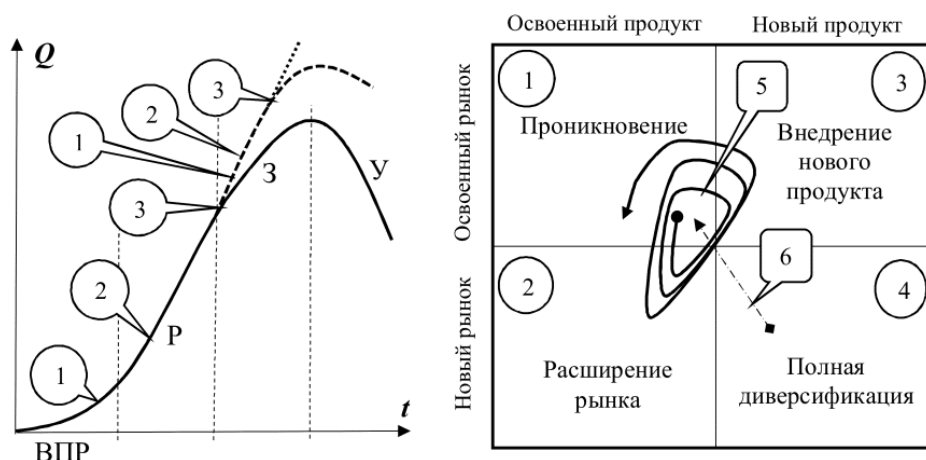 Q
3
2
1
З
У
3
2
Р
1
t
ВПР
Освоенный продукт
Новый продукт
Освоенный рынок
Новый рынок
1
5
3
Проникновение
Внедрение
нового
продукта
2
6
4
Расширение
рынка
Полная
диверсификация